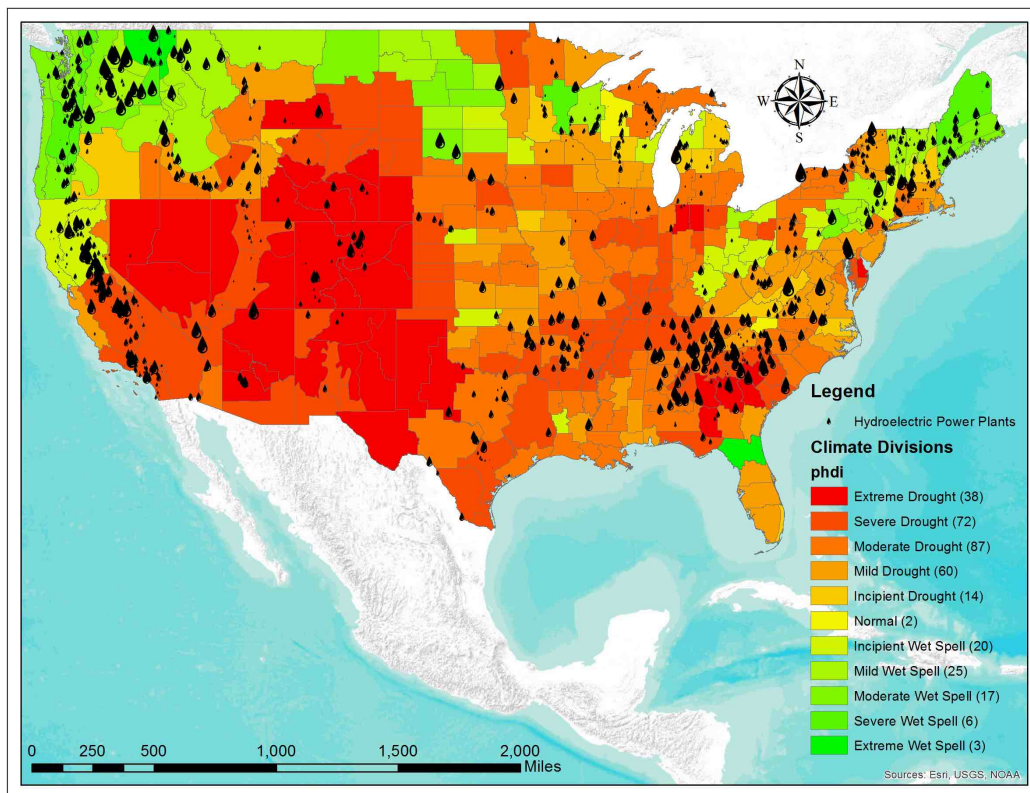 N
W E
S
Legend
Hydroelectric Power Plants
Climate Divisions
phdi
Extreme Drought (38)
Severe Drought (72)
Moderate Drought (87)
Mild Drought (60)
Incipient Drought (14)
Normal (2)
Incipient Wet Spell (20)
Mild Wet Spell (25)
Moderate Wet Spell (17)
Severe Wet Spell (6)
Extreme Wet Spell (3)
0 250 500 1,000 1,500 2,000
Miles
Sources: Esri, USGS, NOAA